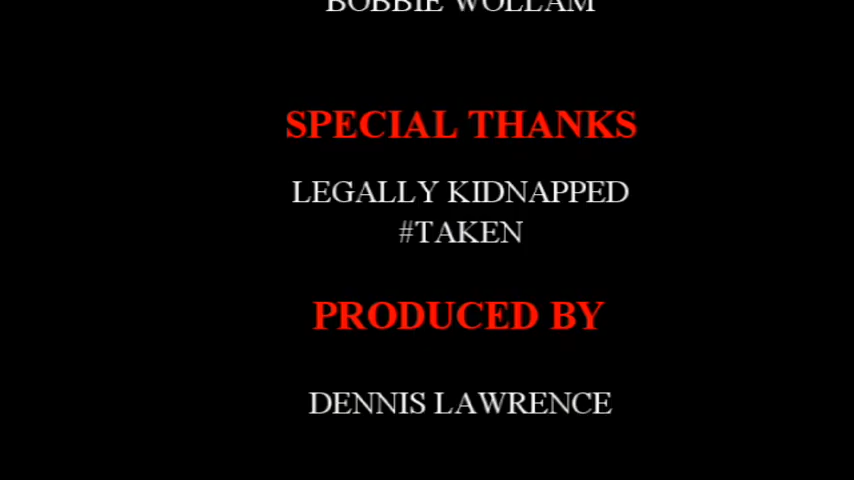 BOBBIE WOLLAM
SPECIAL THANKS
LEGALLY KIDNAPPED
#TAKEN
PRODUCED BY
DENNIS LAWRENCE